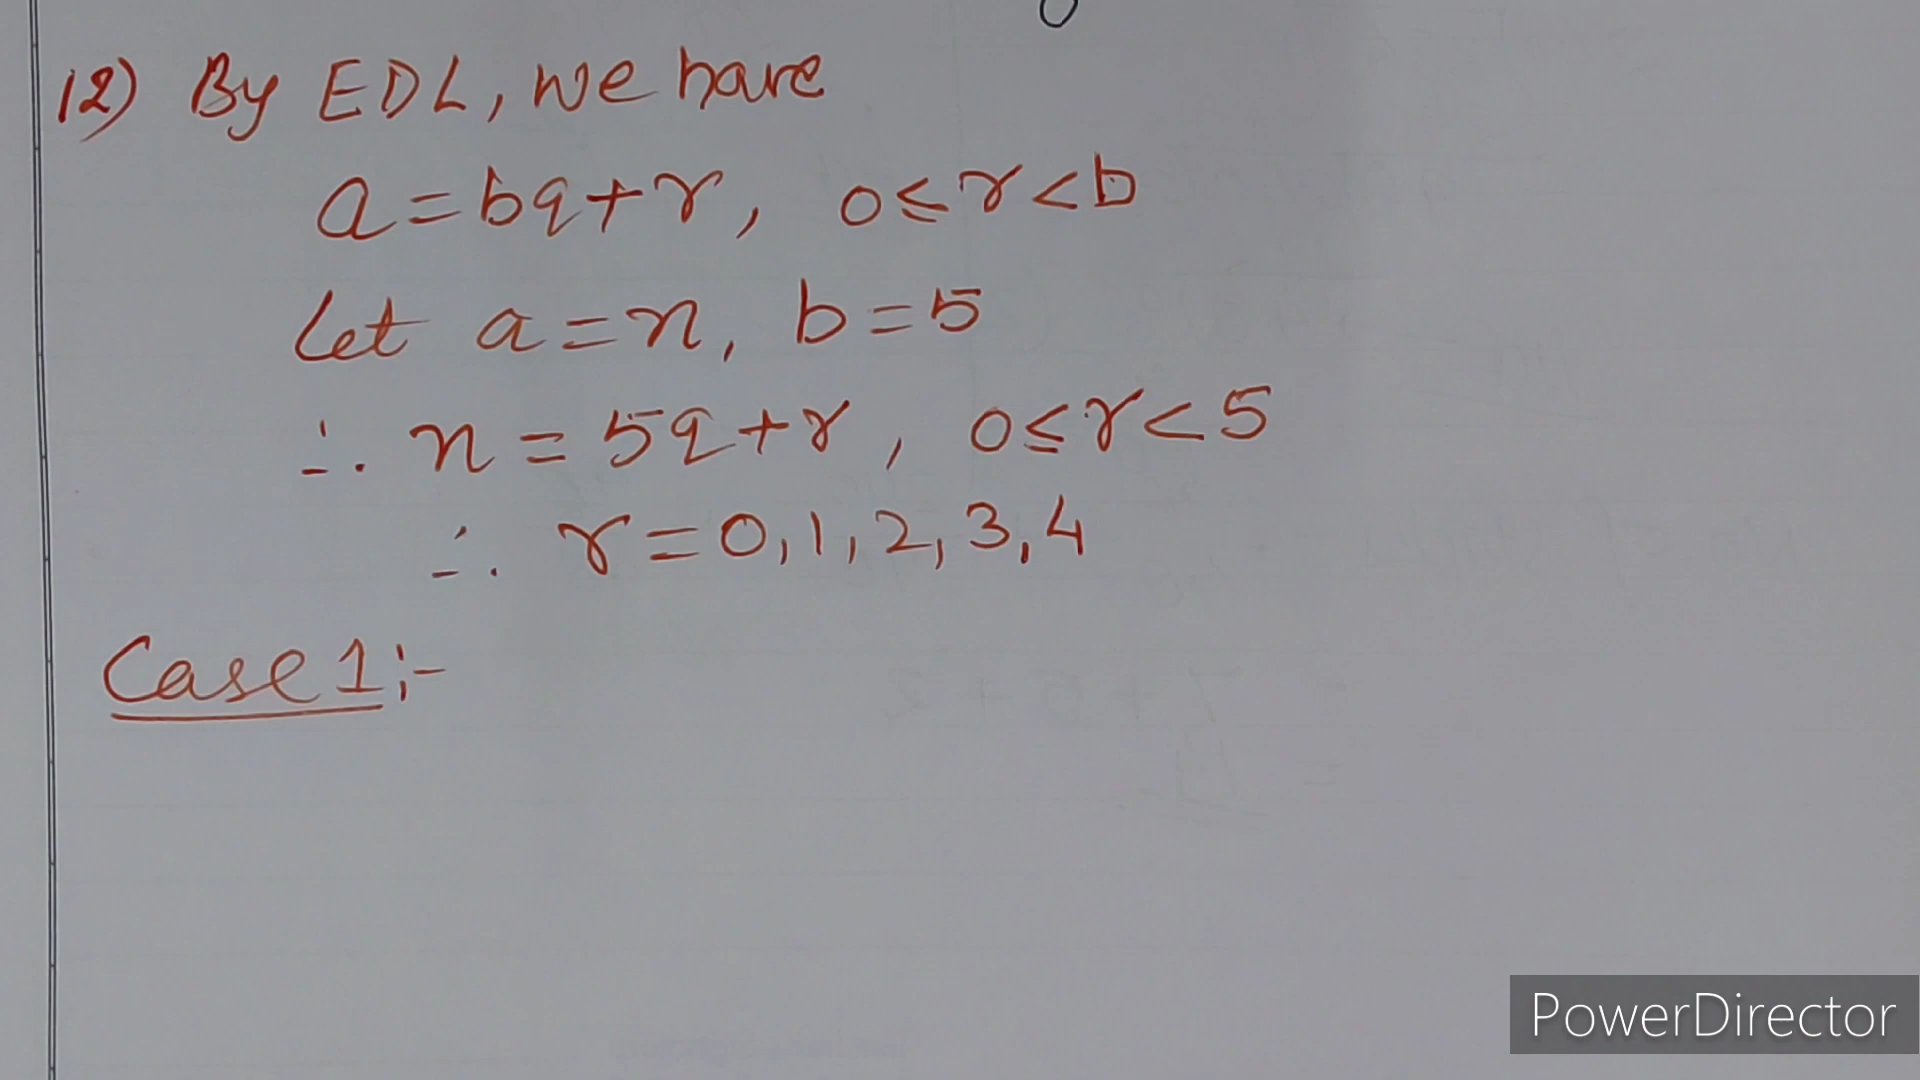 12) By EDL, we have
a = bq + r, 0 ≤ r < b
Let a = n, b = 5
∴ n = 5q + r, 0 ≤ r < 5
∴ r = 0, 1, 2, 3, 4
Case 1 :-
PowerDirector